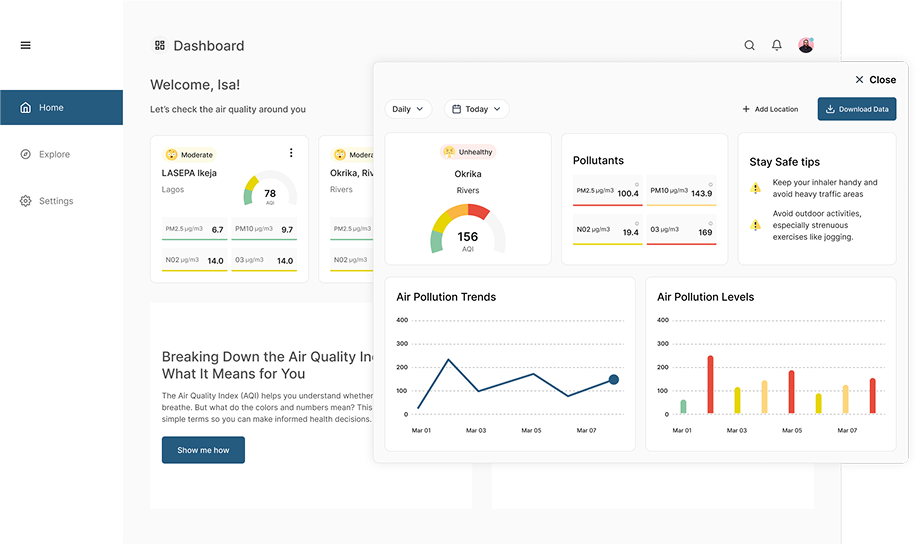 Dashboard
Welcome, Isa!
Let's check the air quality around you
Home
Explore
Settings
Moderate
LASEPA Ikeja
Lagos
78
AQI
PM2.5 µg/m3 6.7
PM10 µg/m3 9.7
N02 µg/m3 14.0
03 µg/m3 14.0
Modera
Okrika, Riv
Rivers
PM2.5 µg/m3
N02 µg/m3
Breaking Down the Air Quality In
What It Means for You
The Air Quality Index (AQI) helps you understand whether
breathe. But what do the colors and numbers mean? This
simple terms so you can make informed health decisions.
Show me how
Close
Daily
Today
Add Location
Download Data
Unhealthy
Okrika
Rivers
156
AQI
Pollutants
PM2.5 µg/m3 100.4
PM10 µg/m3 143.9
N02 µg/m3 19.4
03 µg/m3 169
Stay Safe tips
Keep your inhaler handy and
avoid heavy traffic areas
Avoid outdoor activities,
especially strenuous
exercises like jogging.
Air Pollution Trends
400
300
200
100
0
Mar 01 Mar 03 Mar 05 Mar 07
Air Pollution Levels
400
300
200
100
0
Mar 01 Mar 03 Mar 05 Mar 07